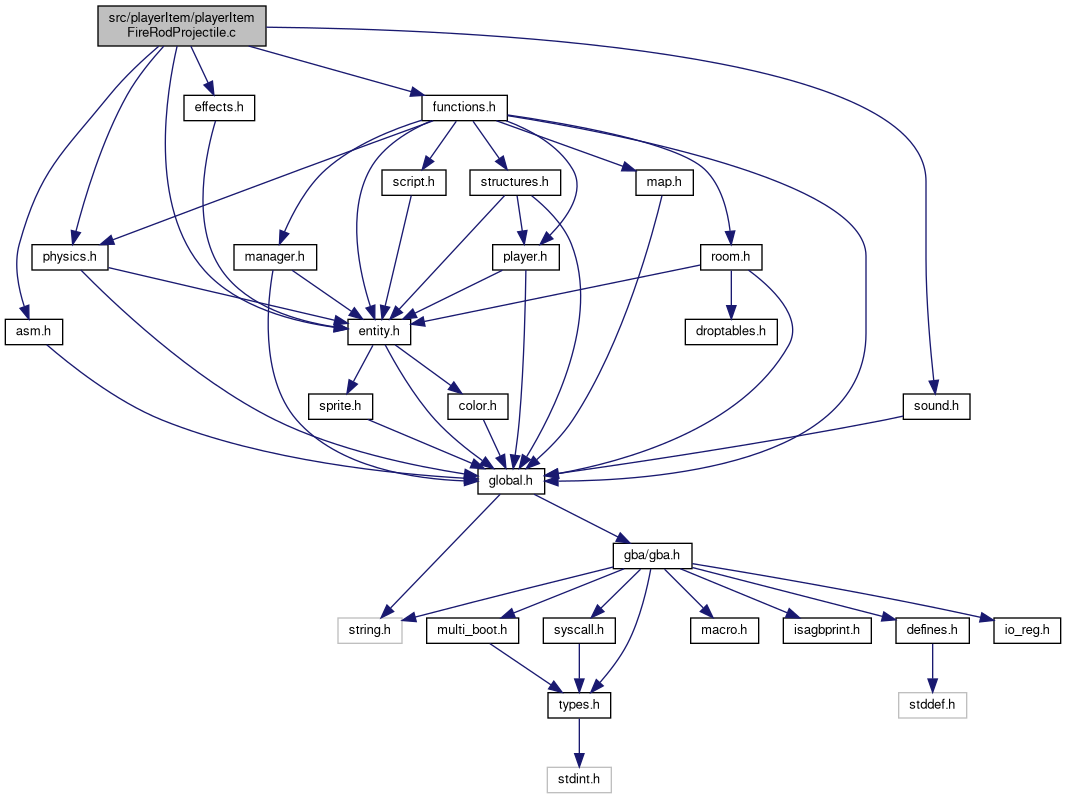 src/playerItem/playerItem
FireRodProjectile.c
effects.h
functions.h
script.h
structures.h
map.h
physics.h
manager.h
player.h
room.h
asm.h
entity.h
droptables.h
sprite.h
color.h
sound.h
global.h
gba/gba.h
string.h
multi_boot.h
syscall.h
macro.h
isagbprint.h
defines.h
io_reg.h
types.h
stddef.h
stdint.h